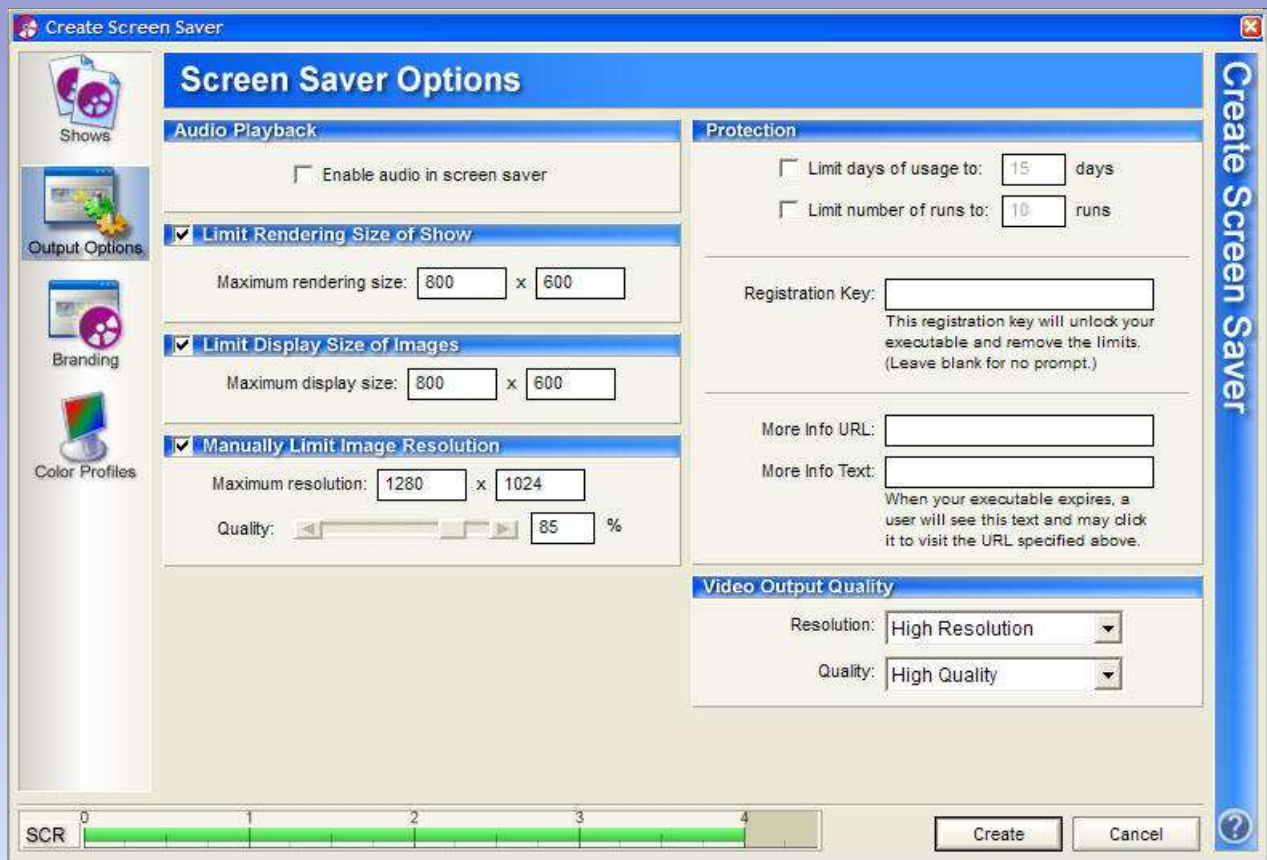 Create Screen Saver
Shows
Output Options
Branding
Color Profiles
Screen Saver Options
Audio Playback
Enable audio in screen saver
Limit Rendering Size of Show
Maximum rendering size: 800 x 600
Limit Display Size of Images
Maximum display size: 800 x 600
Manually Limit Image Resolution
Maximum resolution: 1280 x 1024
Quality: 85 %
Protection
Limit days of usage to: 15 days
Limit number of runs to: 10 runs
Registration Key:
This registration key will unlock your
executable and remove the limits.
(Leave blank for no prompt.)
More Info URL:
More Info Text:
When your executable expires, a
user will see this text and may click
it to visit the URL specified above.
Video Output Quality
Resolution: High Resolution
Quality: High Quality
Create Screen Saver
SCR 0 1 2 3 4
Create Cancel ?